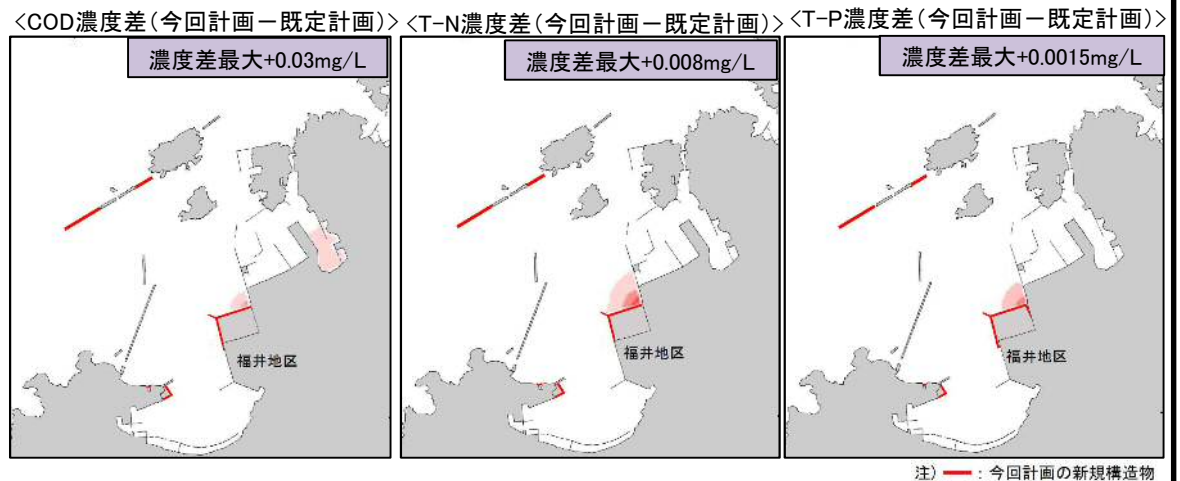 <COD濃度差(今回計画－既定計画)>
濃度差最大+0.03mg/L
福井地区
<T-N濃度差(今回計画－既定計画)>
濃度差最大+0.008mg/L
福井地区
<T-P濃度差(今回計画－既定計画)>
濃度差最大+0.0015mg/L
福井地区
注) ━━ : 今回計画の新規構造物